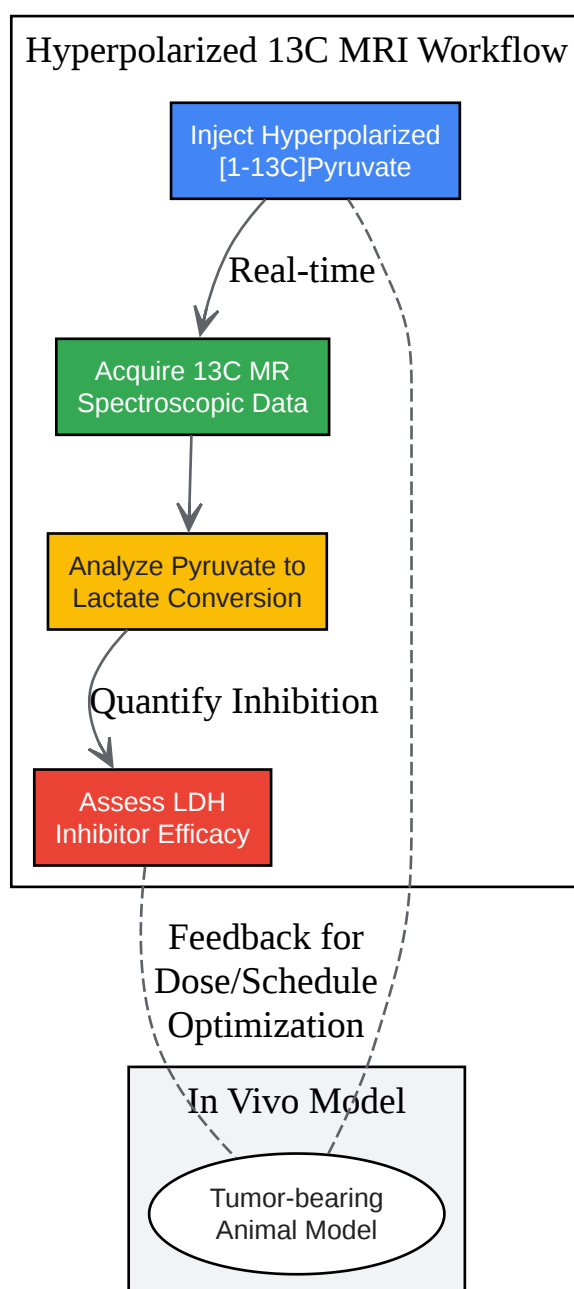 Hyperpolarized 13C MRI Workflow
Inject Hyperpolarized
[1-13C]Pyruvate
Real-time
Acquire 13C MR
Spectroscopic Data
Analyze Pyruvate to
Lactate Conversion
Quantify Inhibition
Assess LDH
Inhibitor Efficacy
Feedback for
Dose/Schedule
Optimization
In Vivo Model
Tumor-bearing
Animal Model